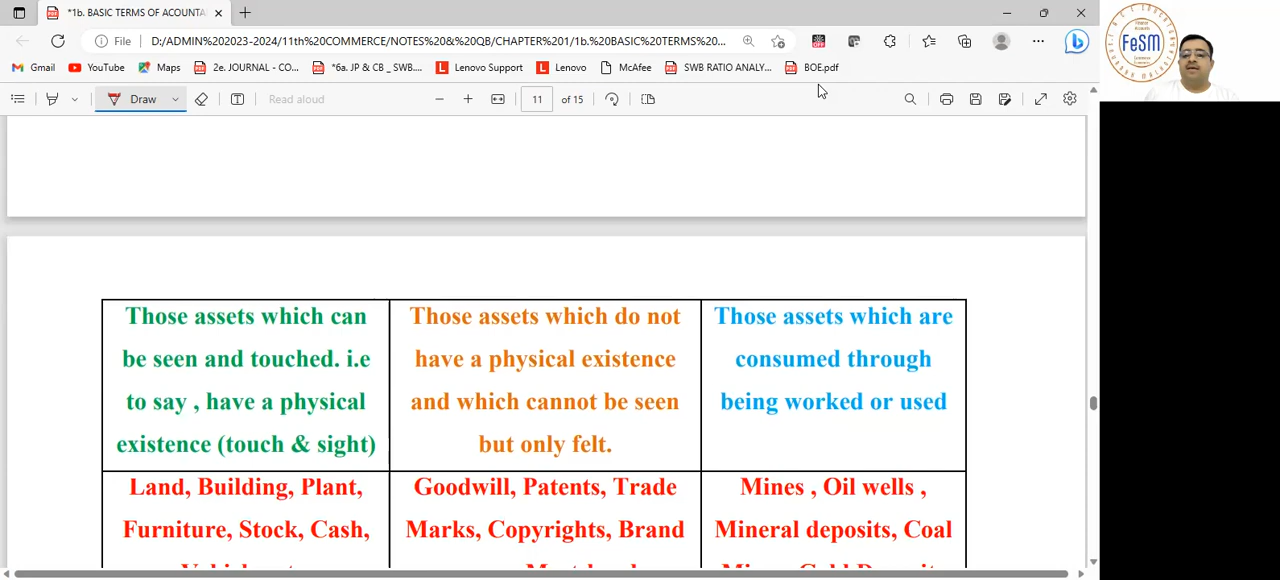 *1b. BASIC TERMS OF ACOUNTA
File D:/ADMIN%202023-2024/11th%20COMMERCE/NOTES%20&%20IQB/CHAPTER%201/1b.%20BASIC%20TERMS%20...
Gmail YouTube Maps 2e. JOURNAL - CO... *6a. JP & CB _ SWB.... Lenovo Support Lenovo McAfee SWB RATIO ANALY... BOE.pdf
Draw Read aloud 11 of 15
FeSM
Those assets which can
be seen and touched. i.e
to say , have a physical
existence (touch & sight)
Those assets which do not
have a physical existence
and which cannot be seen
but only felt.
Those assets which are
consumed through
being worked or used
Land, Building, Plant,
Furniture, Stock, Cash,
Goodwill, Patents, Trade
Marks, Copyrights, Brand
Mines , Oil wells ,
Mineral deposits, Coal